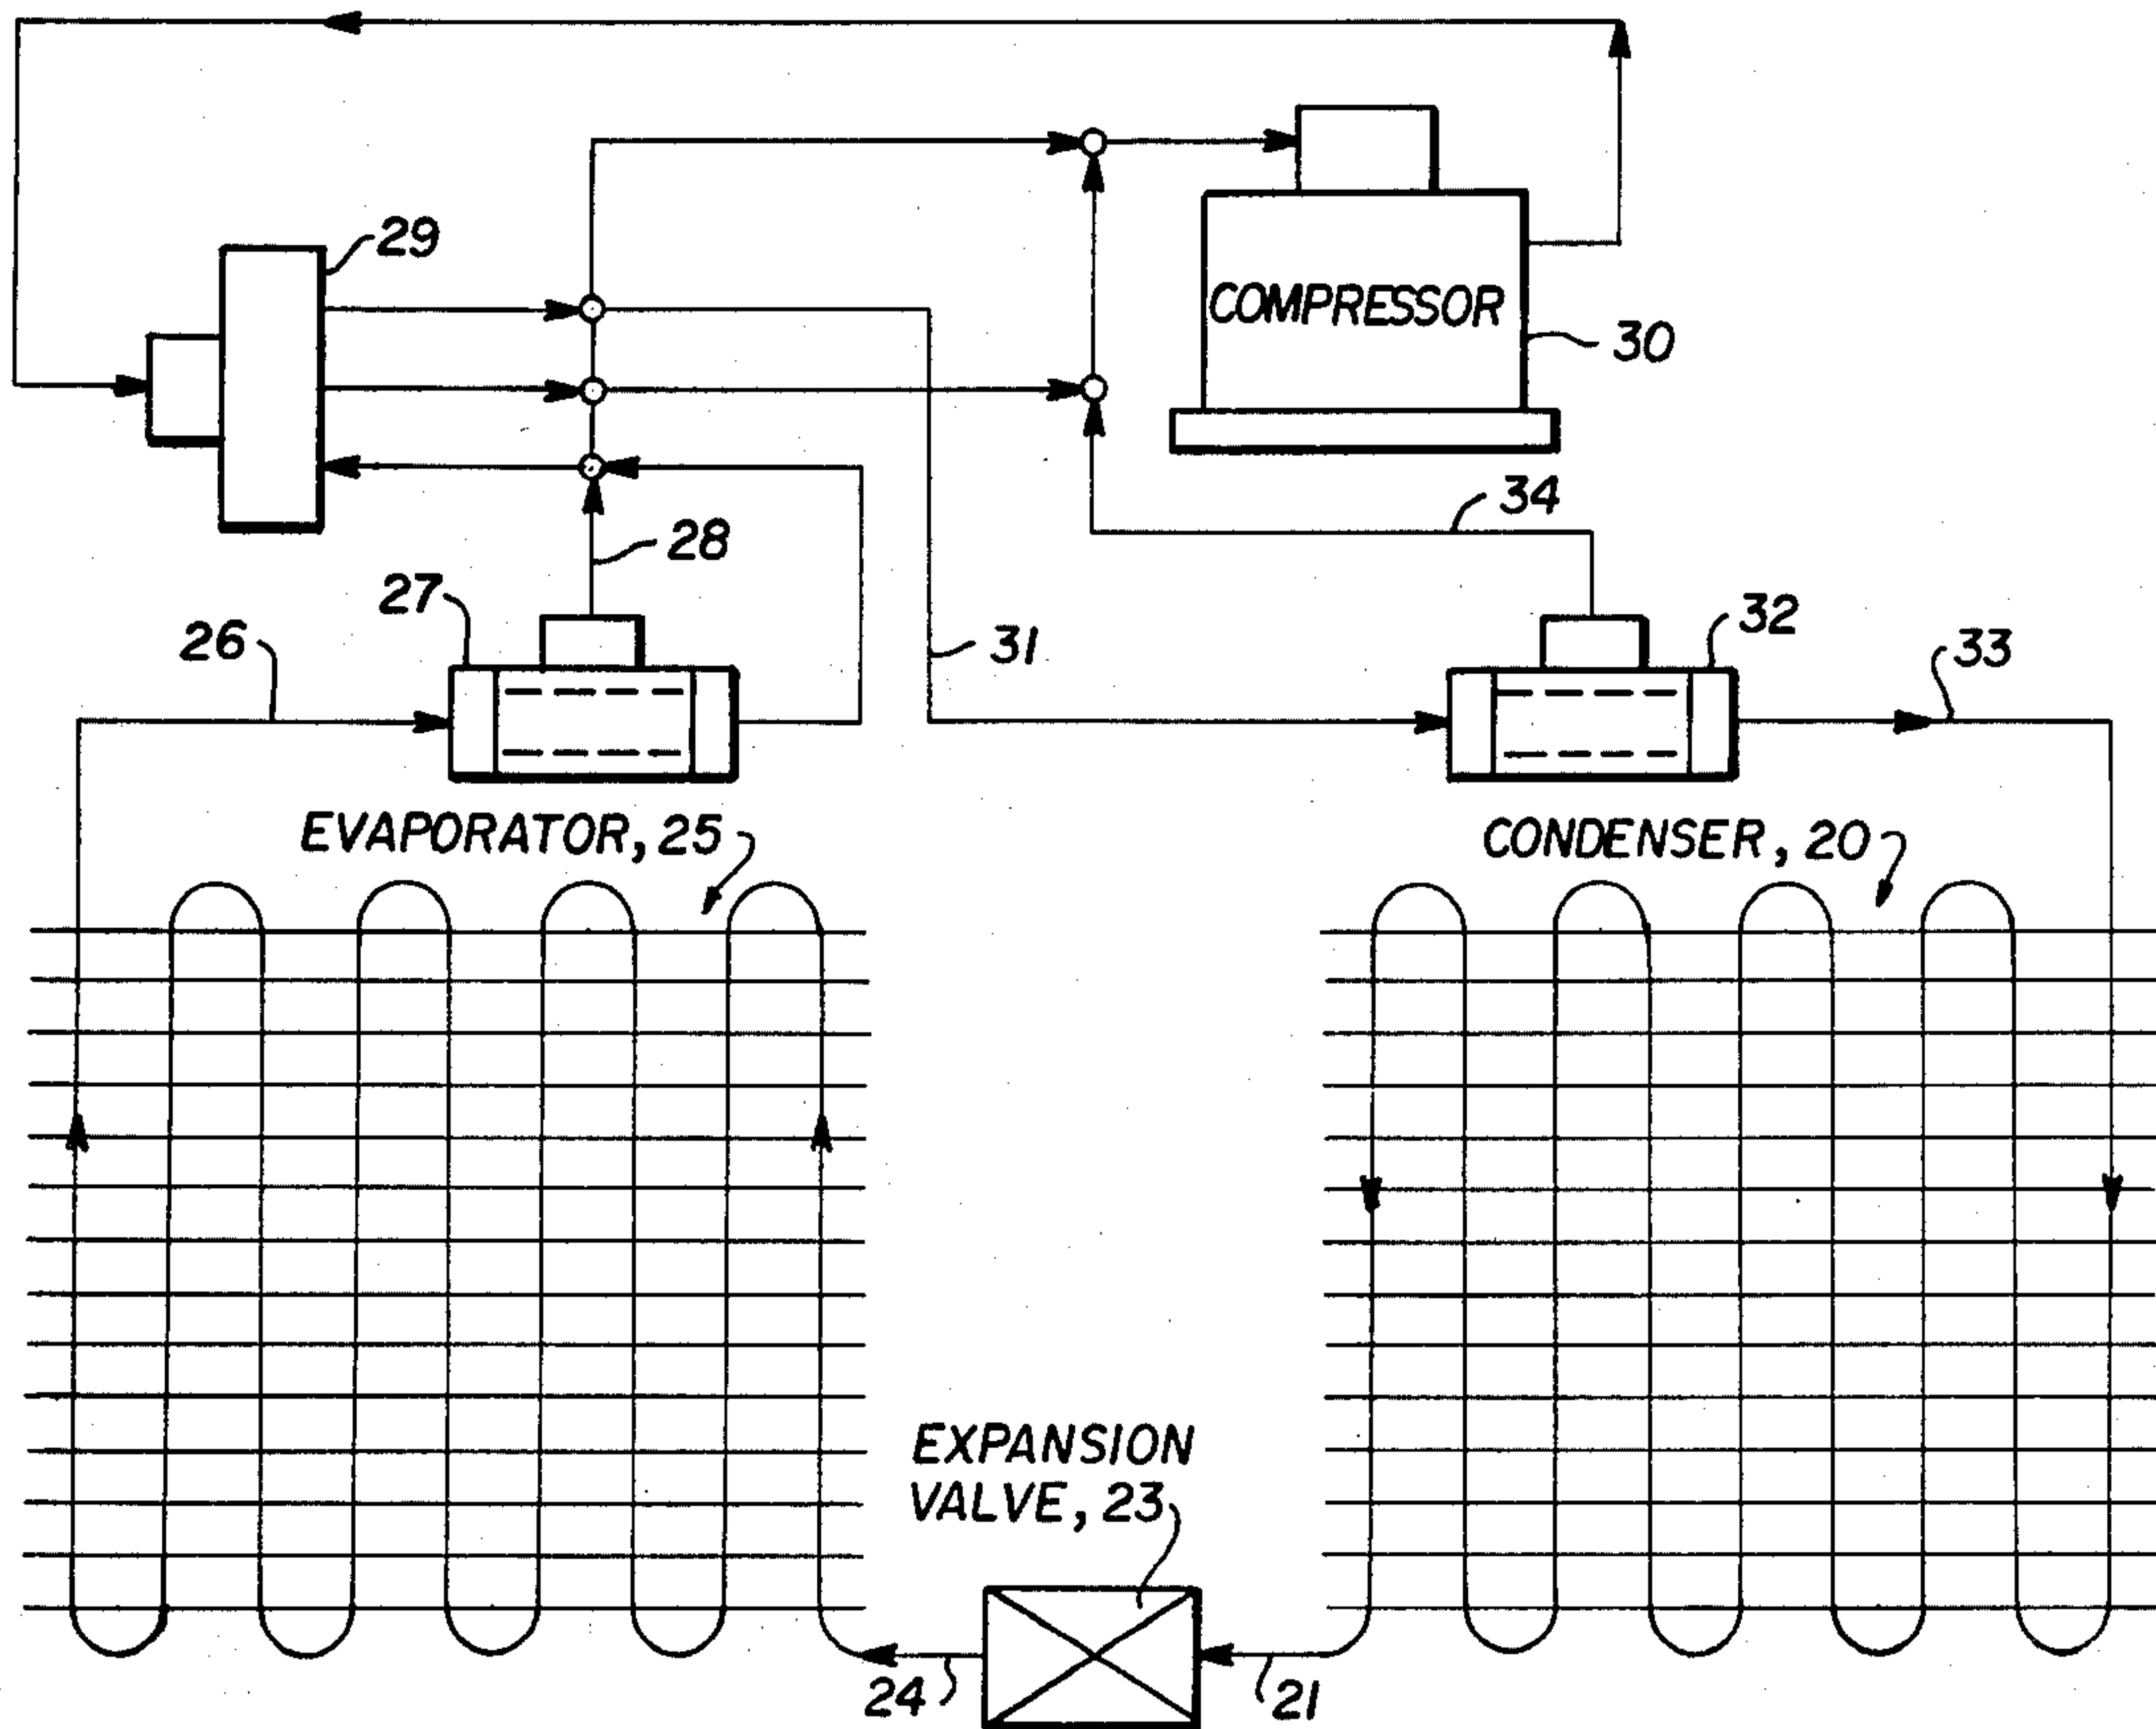 29
COMPRESSOR
30
34
28
27
32
26
31
33
EVAPORATOR, 25
CONDENSER, 20
EXPANSION
VALVE, 23
24
21